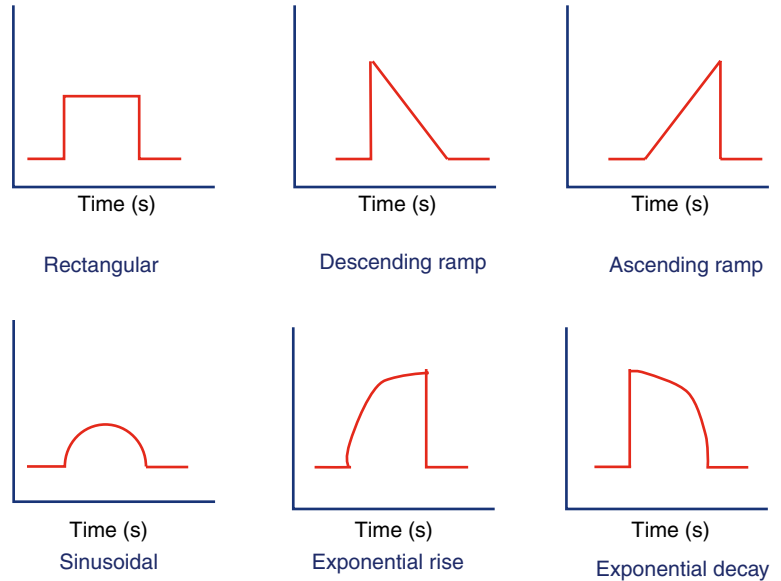 Time (s)
Time (s)
Time (s)
Rectangular
Descending ramp
Ascending ramp
Time (s)
Time (s)
Time (s)
Sinusoidal
Exponential rise
Exponential decay